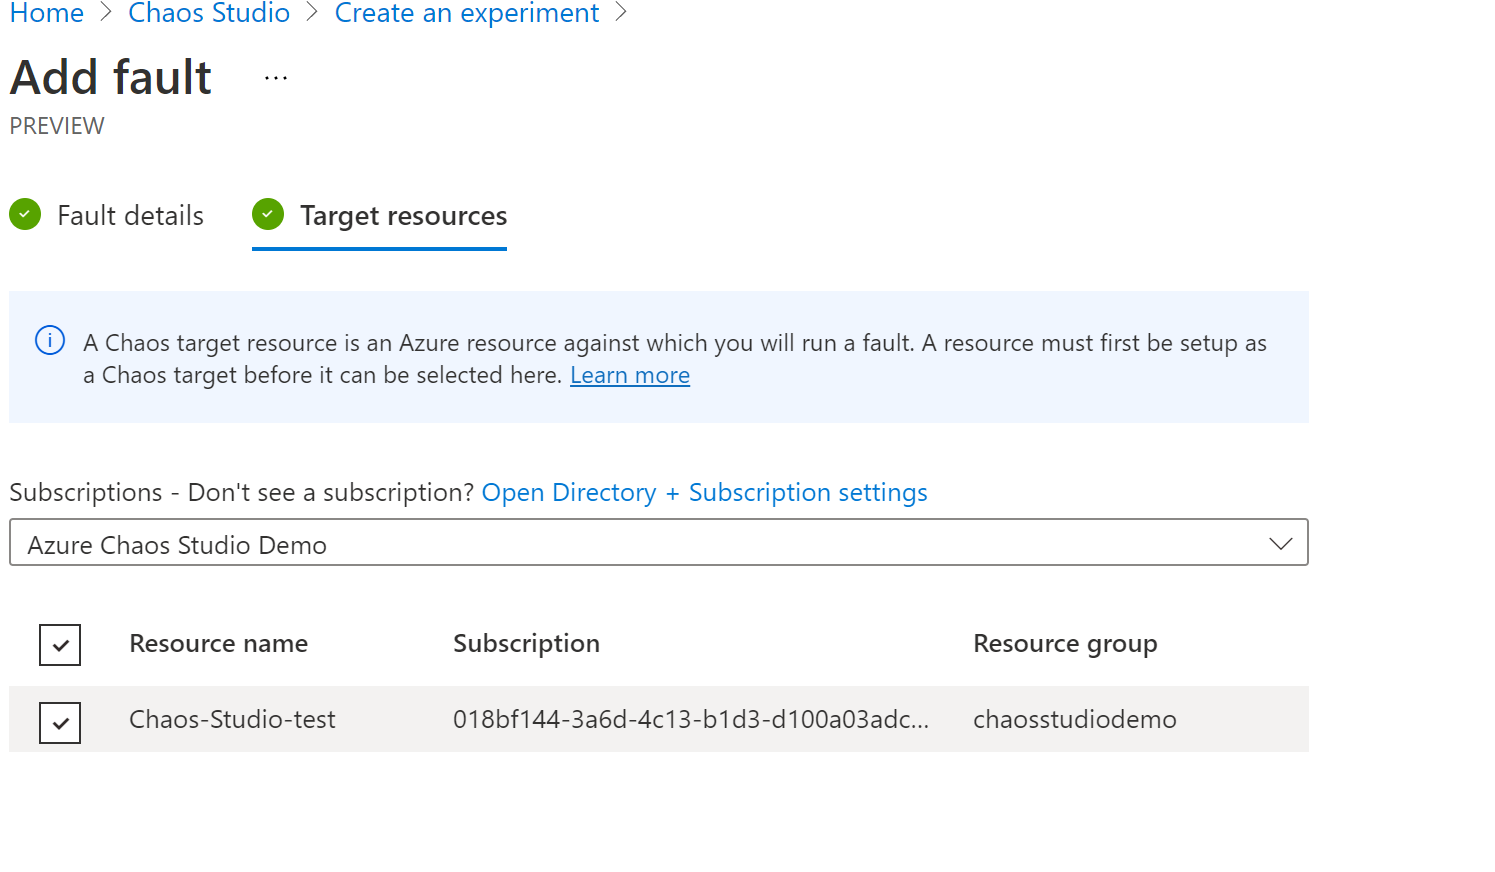 Home > Chaos Studio > Create an experiment >
Add fault ...
PREVIEW
Fault details Target resources
A Chaos target resource is an Azure resource against which you will run a fault. A resource must first be setup as
a Chaos target before it can be selected here. Learn more
Subscriptions - Don't see a subscription? Open Directory + Subscription settings
Azure Chaos Studio Demo
Resource name Subscription Resource group
Chaos-Studio-test 018bf144-3a6d-4c13-b1d3-d100a03adc... chaosstudiodemo